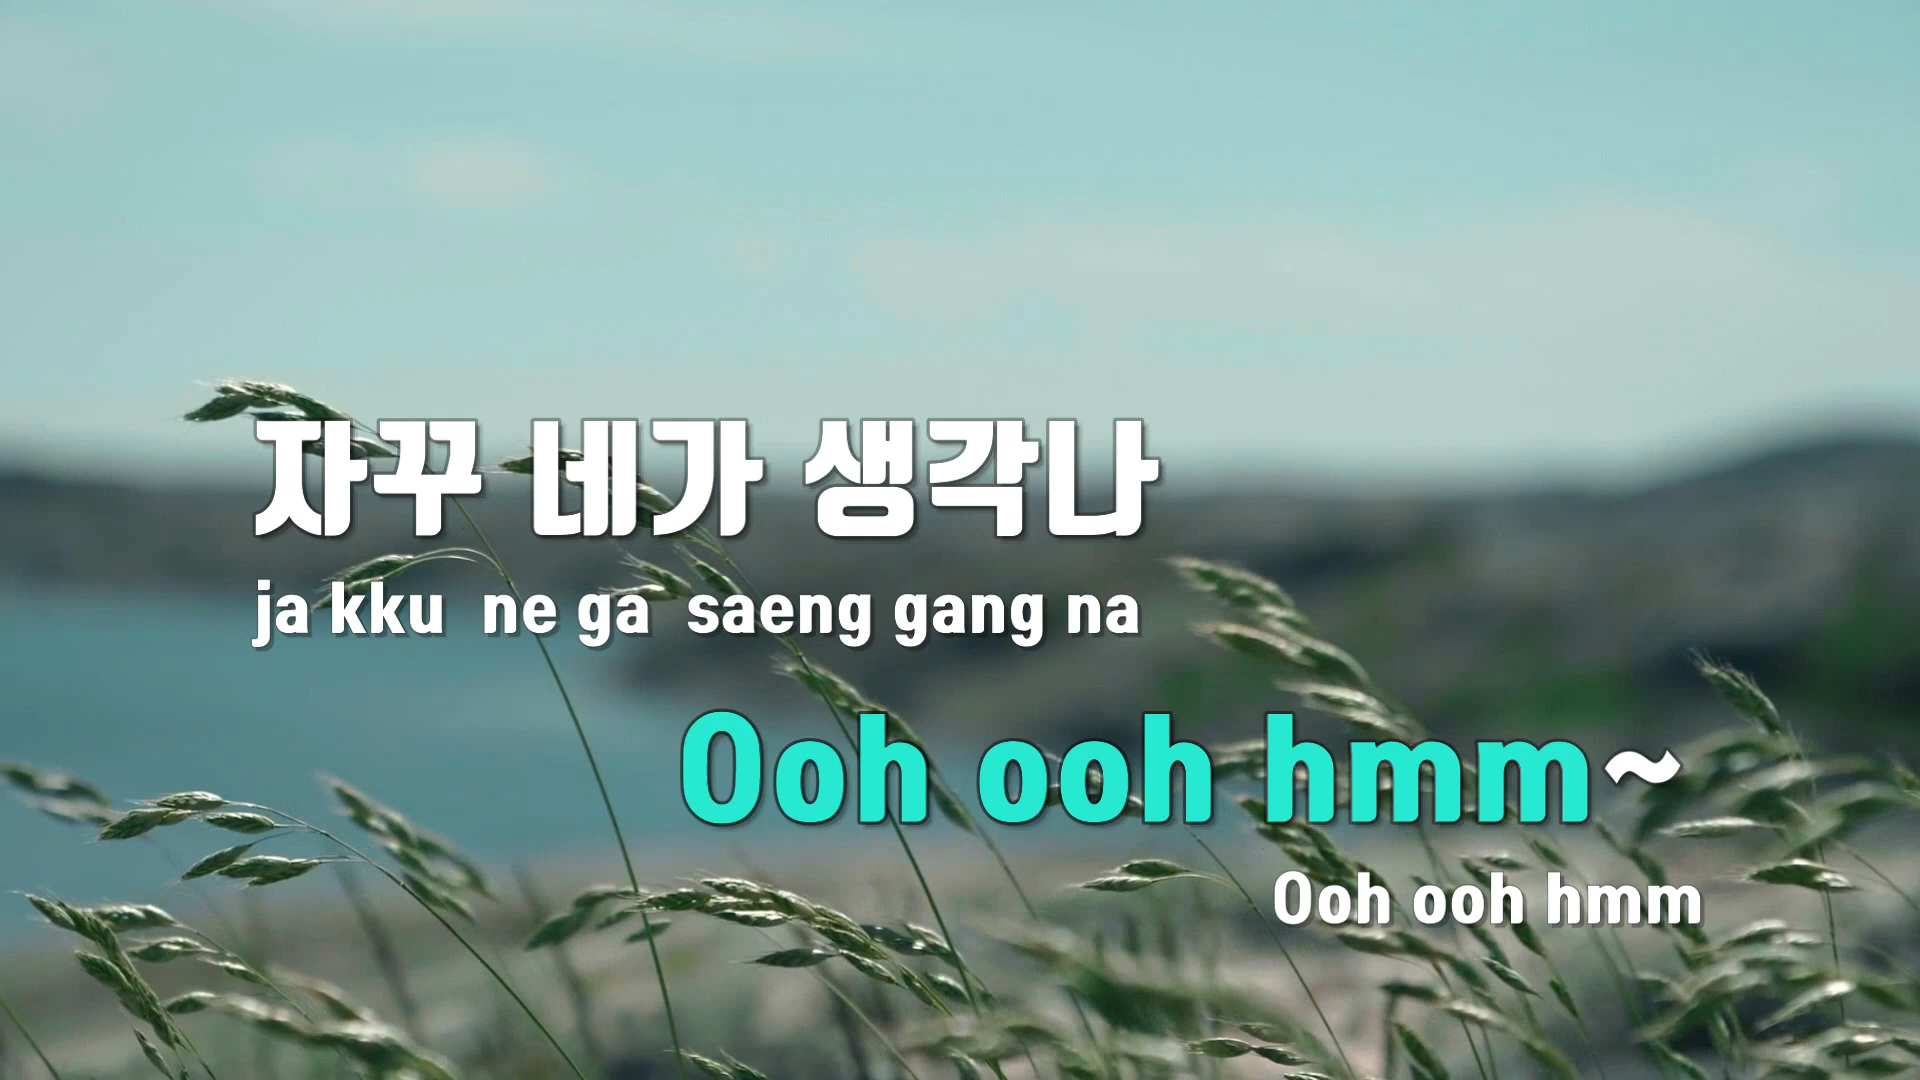 자꾸 네가 생각나
ja kku ne ga saeng gang na
Ooh ooh hmm~
Ooh ooh hmm